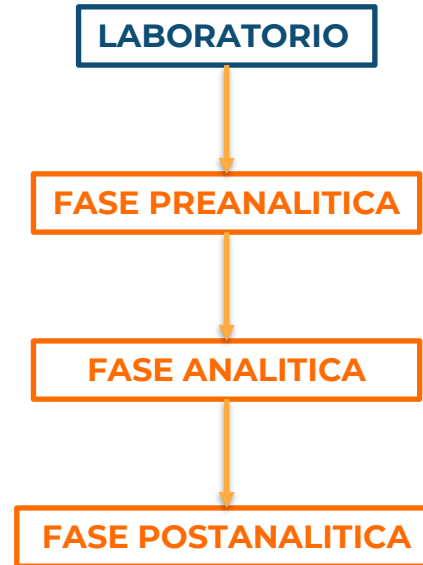 LABORATORIO
FASE PREANALITICA
FASE ANALITICA
FASE POSTANALITICA